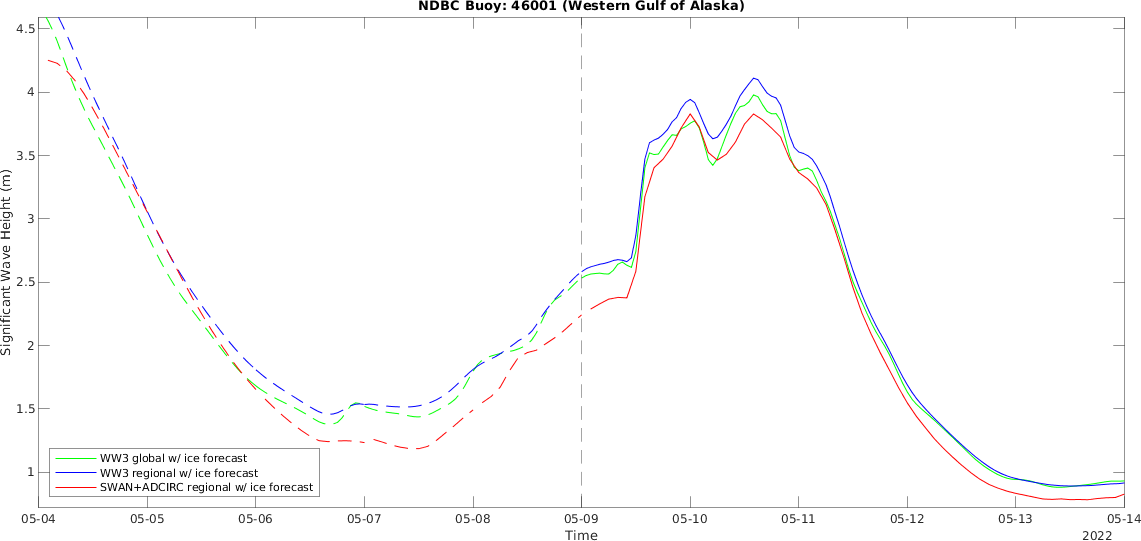 NDBC Buoy: 46001 (Western Gulf of Alaska)
Significant Wave Height (m)
4.5
4
3.5
3
2.5
2
1.5
1
WW3 global w/ ice forecast
WW3 regional w/ ice forecast
SWAN+ADCIRC regional w/ ice forecast
05-04 05-05 05-06 05-07 05-08 05-09 05-10 05-11 05-12 05-13 05-14
Time
2022